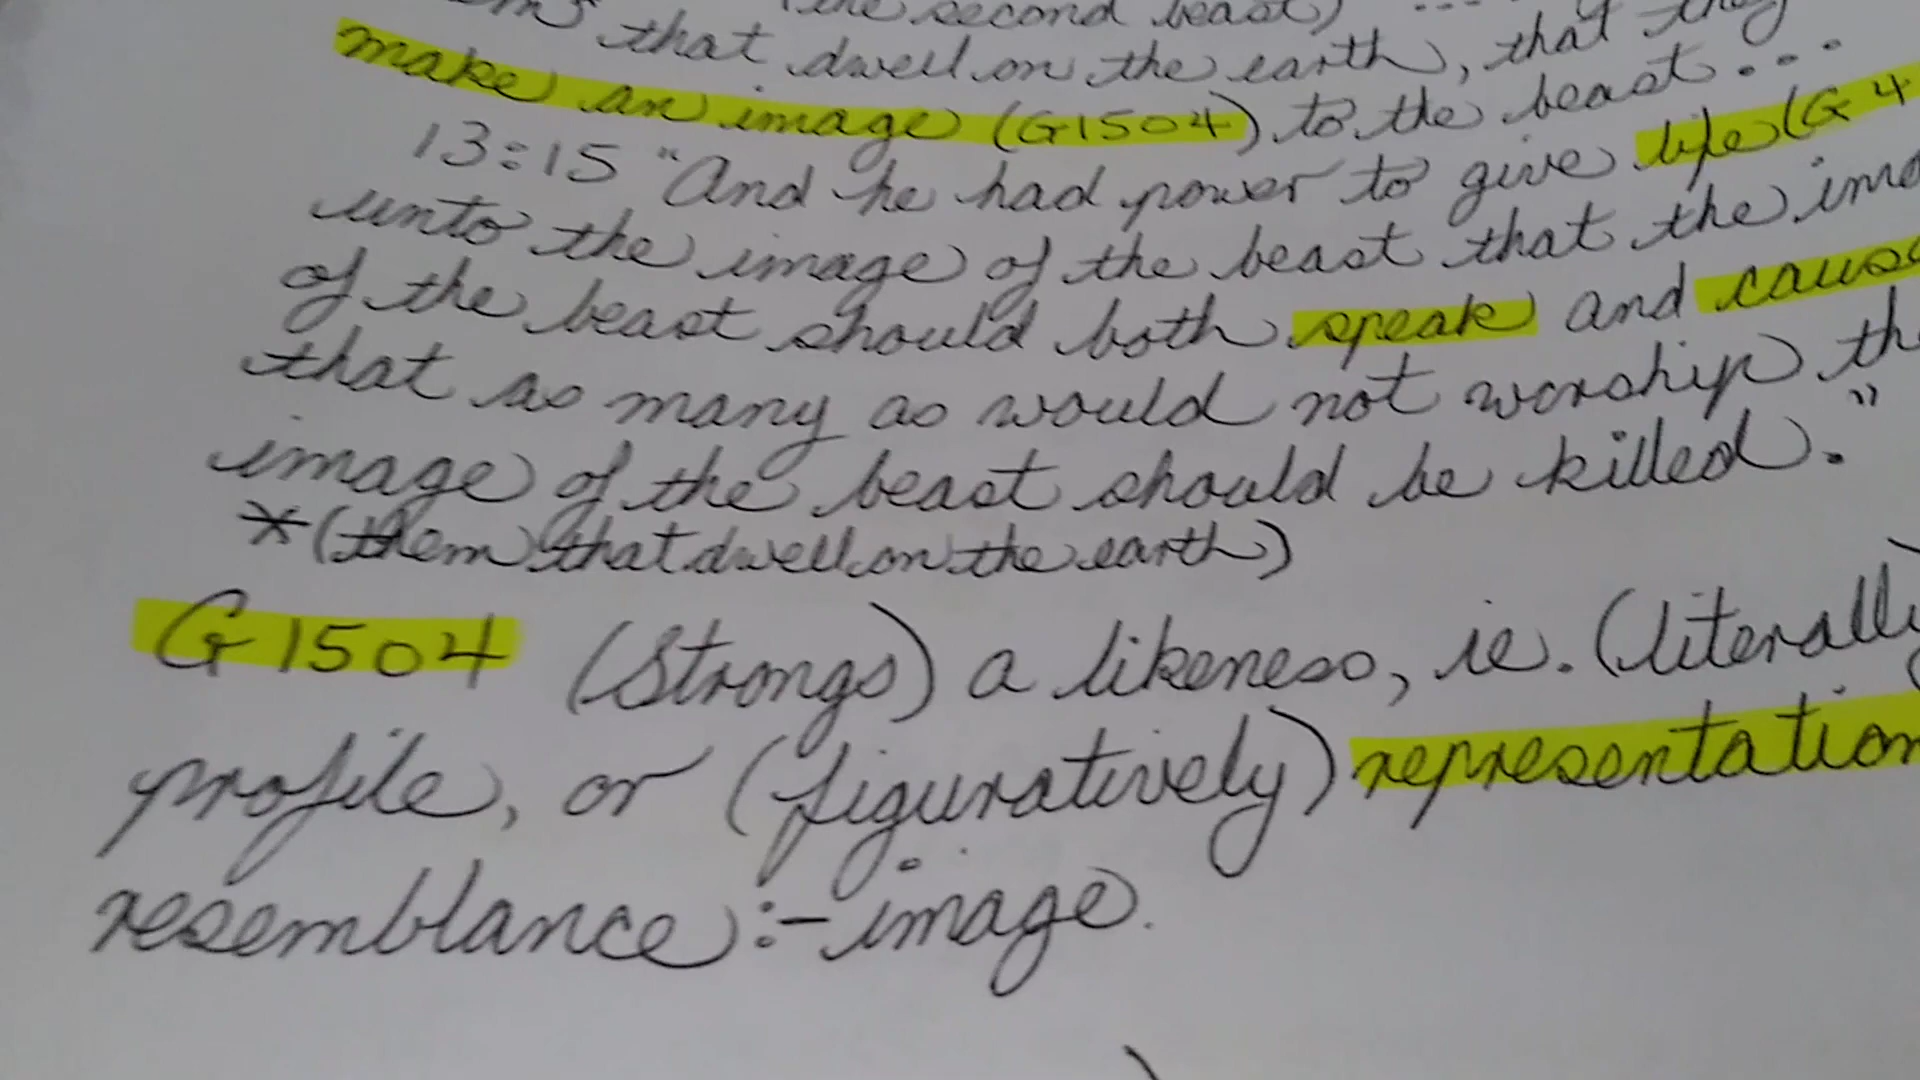 (the second beast) ....
that dwell on the earth, that they
make an image (G1504) to the beast...
13:15 "And he had power to give life (G4
unto the image of the beast that the ima
of the beast should both speak and cause
that as many as would not worship the
image of the beast should be killed."
*(them that dwell on the earth)
G1504 (Strongs) a likeness, ie. (literally)
profile, or (figuratively) representation
resemblance:- image.